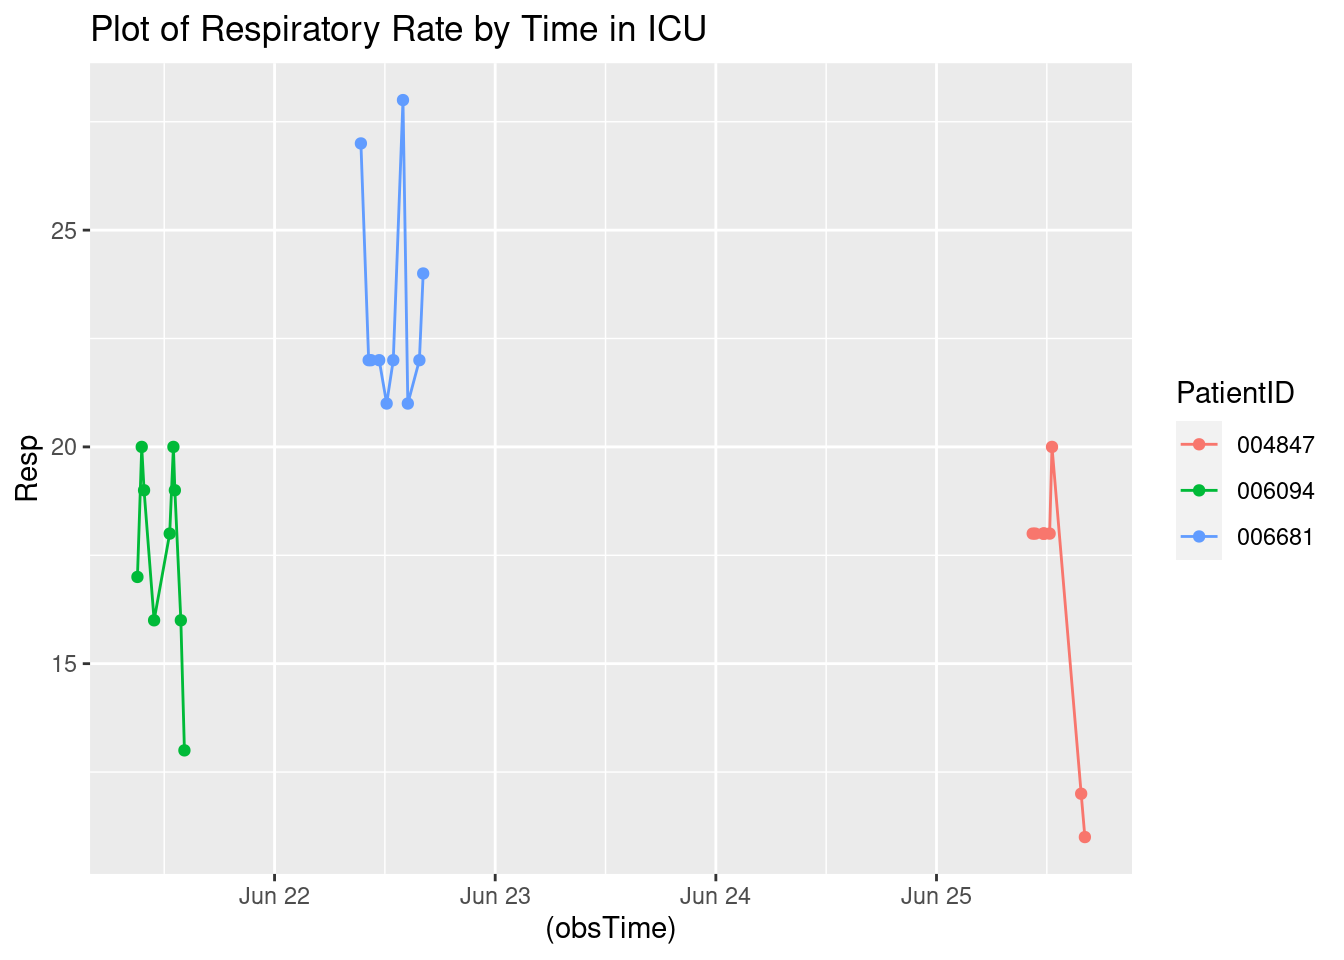 Plot of Respiratory Rate by Time in ICU
Resp
25
20
15
Jun 22 Jun 23 Jun 24 Jun 25
(obsTime)
PatientID
004847
006094
006681